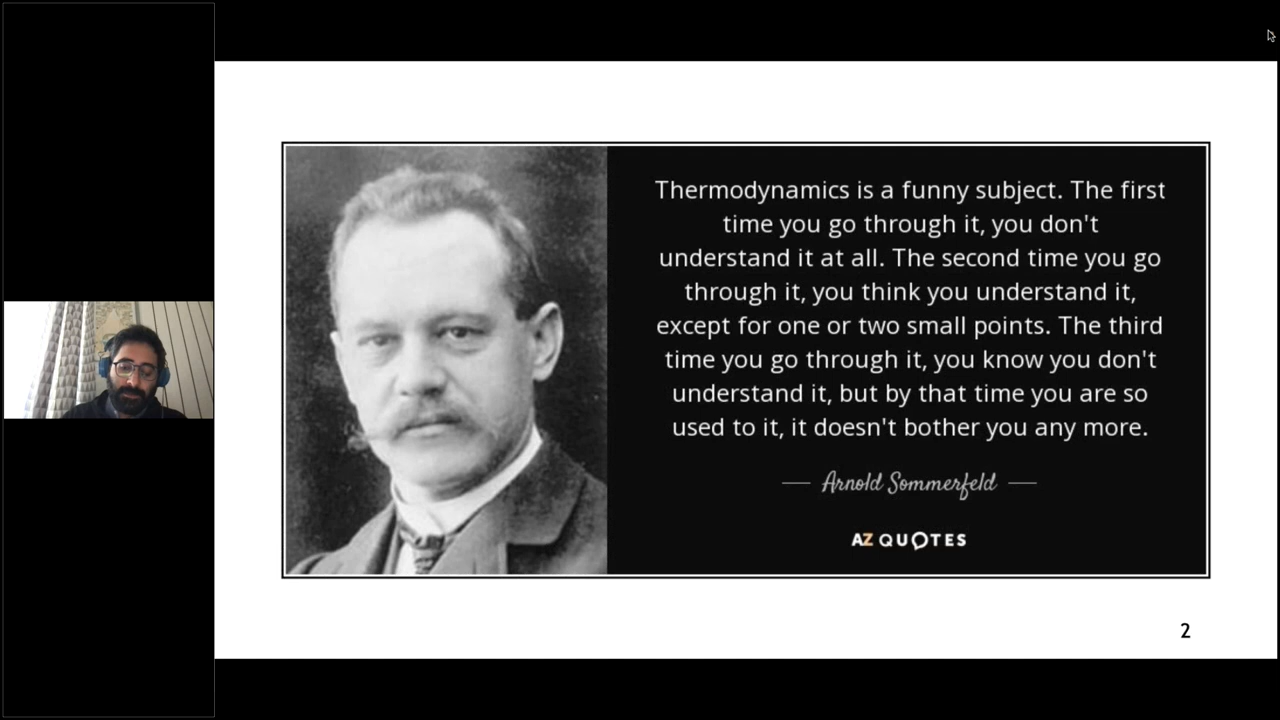 Thermodynamics is a funny subject. The first
time you go through it, you don't
understand it at all. The second time you go
through it, you think you understand it,
except for one or two small points. The third
time you go through it, you know you don't
understand it, but by that time you are so
used to it, it doesn't bother you any more.
Arnold Sommerfeld
AZ QUOTES
2